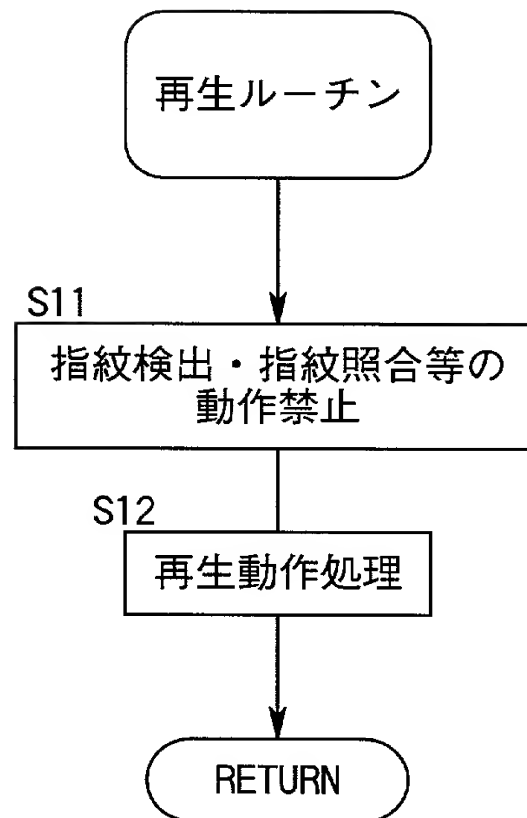 再生ルーチン
S11
指紋検出・指紋照合等の
動作禁止
S12
再生動作処理
RETURN